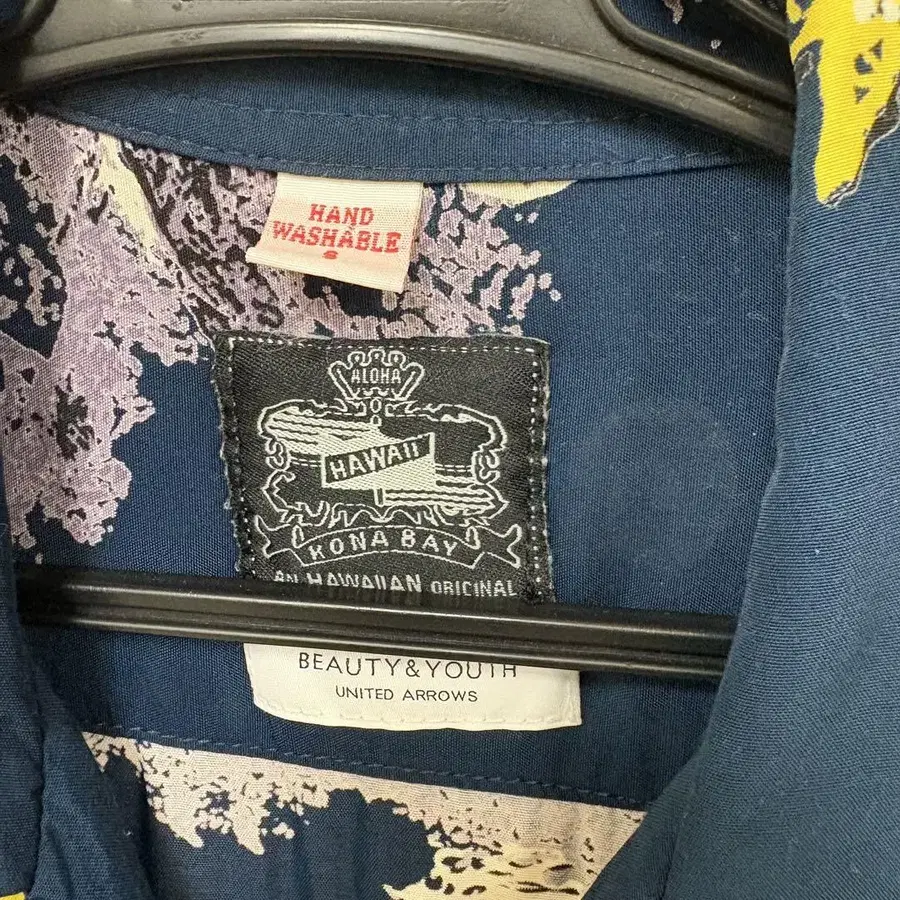 HAND
WASHABLE
S
ALOHA
HAWAII
KONA BAY
AN HAWAIIAN ORIGINAL
BEAUTY&YOUTH
UNITED ARROWS